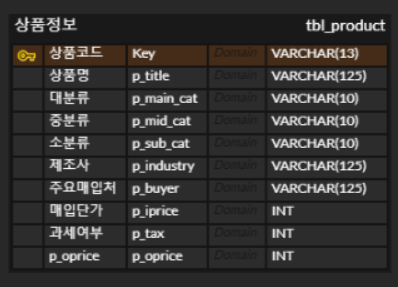 상품정보 tbl_product
상품코드 Key Domain VARCHAR(13)
상품명 p_title Domain VARCHAR(125)
대분류 p_main_cat Domain VARCHAR(10)
중분류 p_mid_cat Domain VARCHAR(10)
소분류 p_sub_cat Domain VARCHAR(10)
제조사 p_industry Domain VARCHAR(125)
주요매입처 p_buyer Domain VARCHAR(125)
매입단가 p_iprice Domain INT
과세여부 p_tax Domain INT
p_oprice p_oprice Domain INT